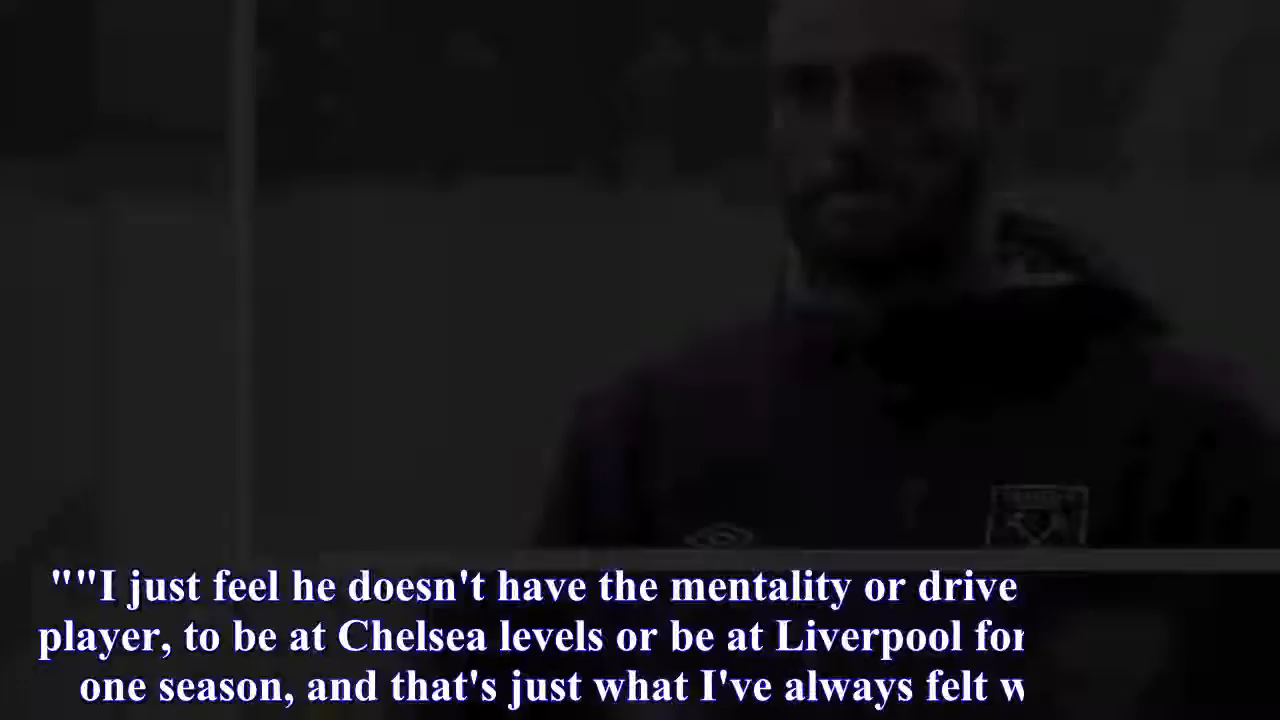 ""I just feel he doesn't have the mentality or drive
player, to be at Chelsea levels or be at Liverpool for
one season, and that's just what I've always felt w